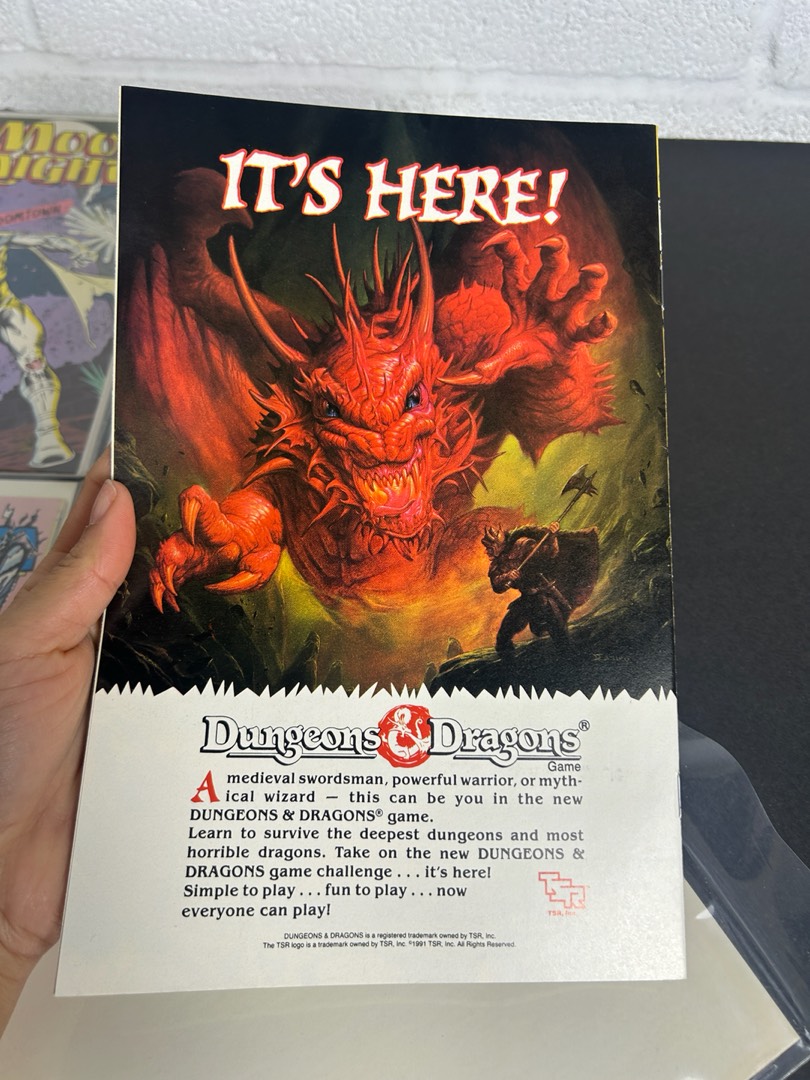 IT'S HERE!
Dungeons & Dragons®
Game
A medieval swordsman, powerful warrior, or myth-
ical wizard — this can be you in the new
DUNGEONS & DRAGONS® game.
Learn to survive the deepest dungeons and most
horrible dragons. Take on the new DUNGEONS &
DRAGONS game challenge . . . it's here!
Simple to play . . . fun to play . . . now
everyone can play!
TSR
TSR, Inc.
DUNGEONS & DRAGONS is a registered trademark owned by TSR, Inc.
The TSR logo is a trademark owned by TSR, Inc. ©1991 TSR, Inc. All Rights Reserved.